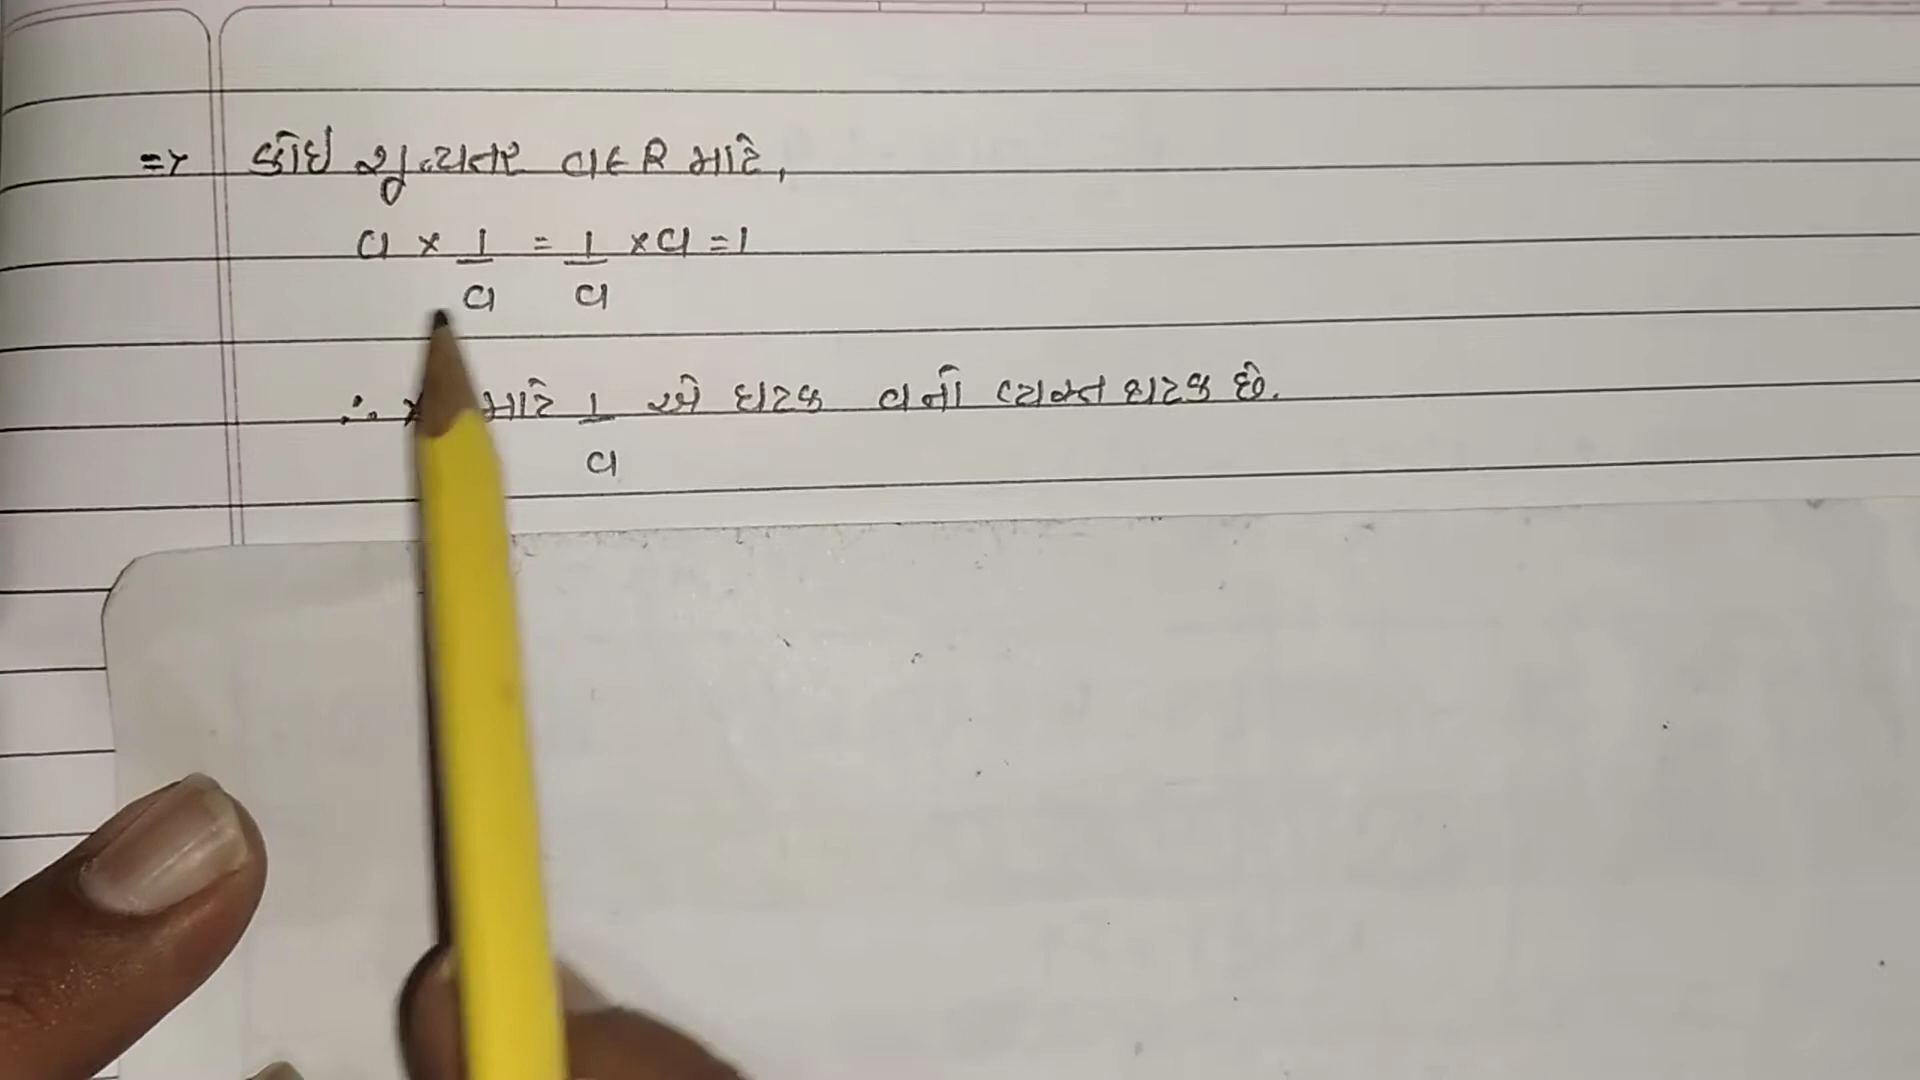 => કોઈ શૂન્યેતર a ∈ R માટે,
a × 1/a = 1/a × a = 1
∴ × માટે 1/a એ ઘટક a નો વ્યસ્ત ઘટક છે.